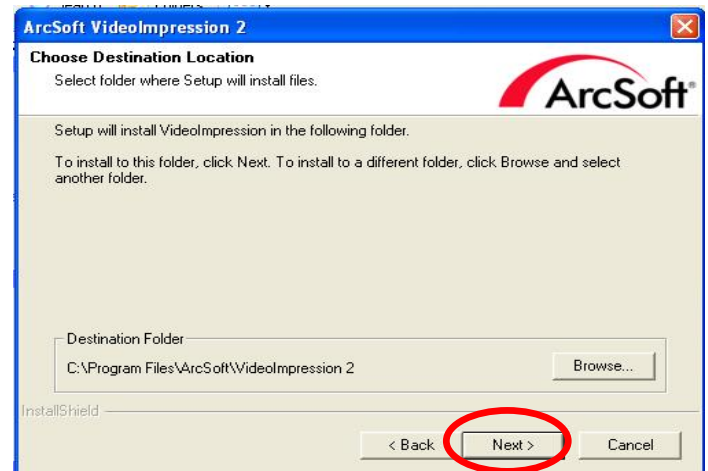 ArcSoft VideoImpression 2
Choose Destination Location
Select folder where Setup will install files.
ArcSoft®
Setup will install VideoImpression in the following folder.
To install to this folder, click Next. To install to a different folder, click Browse and select
another folder.
Destination Folder
C:\Program Files\ArcSoft\VideoImpression 2
Browse...
InstallShield
< Back
Next >
Cancel